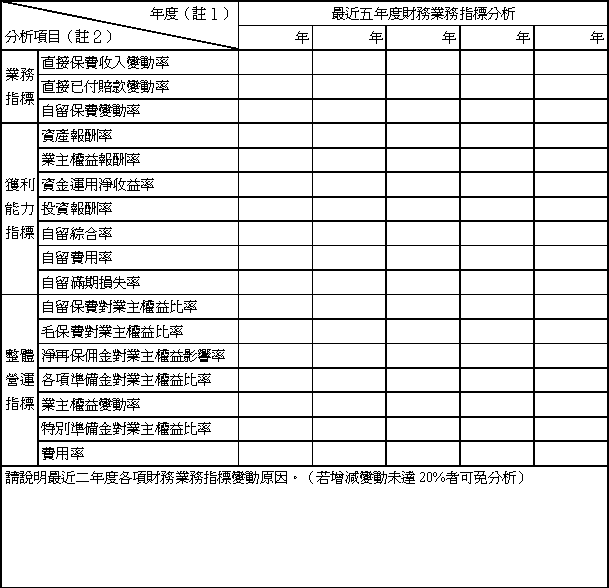 年度（註１） 最近五年度財務業務指標分析
分析項目（註２） 年 年 年 年 年
業務指標
直接保費收入變動率
直接已付賠款變動率
自留保費變動率
獲利能力指標
資產報酬率
業主權益報酬率
資金運用淨收益率
投資報酬率
自留綜合率
自留費用率
自留滿期損失率
整體營運指標
自留保費對業主權益比率
毛保費對業主權益比率
淨再保佣金對業主權益影響率
各項準備金對業主權益比率
業主權益變動率
特別準備金對業主權益比率
費用率
請說明最近二年度各項財務業務指標變動原因。（若增減變動未達20%者可免分析）